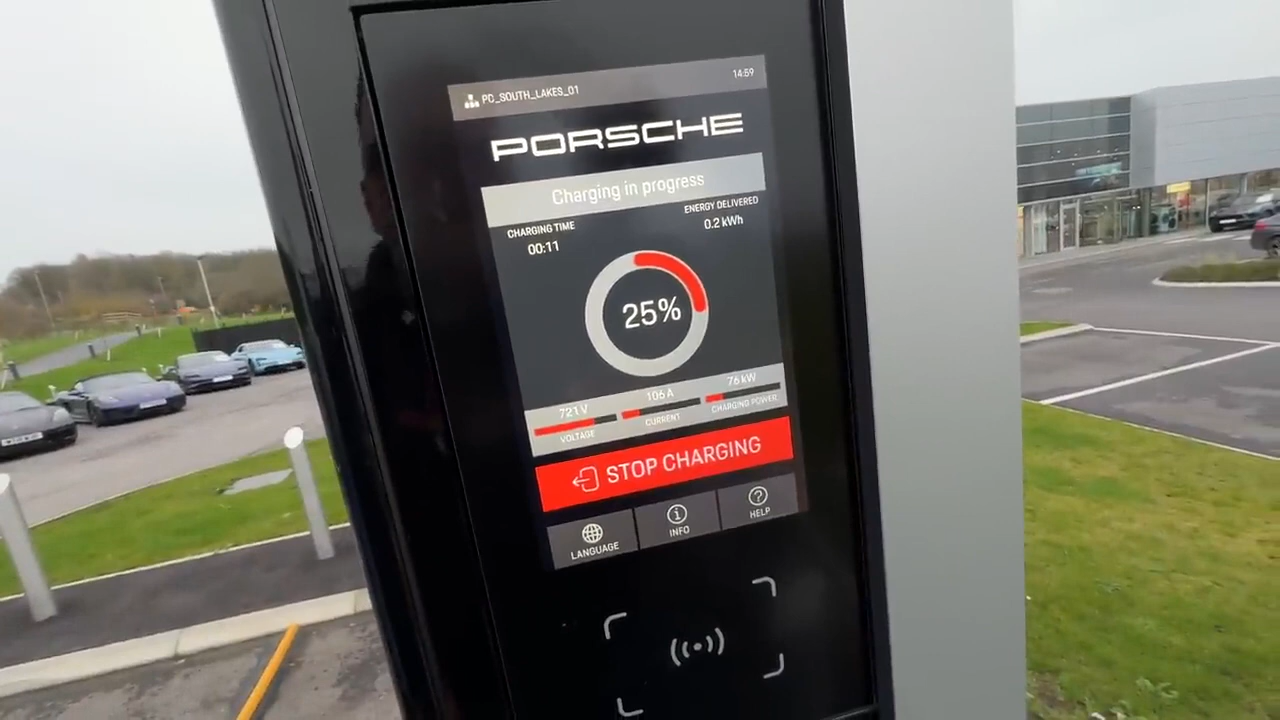 PC_SOUTH_LAKES_01
14:59
PORSCHE
Charging in progress
CHARGING TIME
00:11
ENERGY DELIVERED
0.2 kWh
25%
721 V
VOLTAGE
106 A
CURRENT
76 kW
CHARGING POWER
STOP CHARGING
LANGUAGE
INFO
HELP